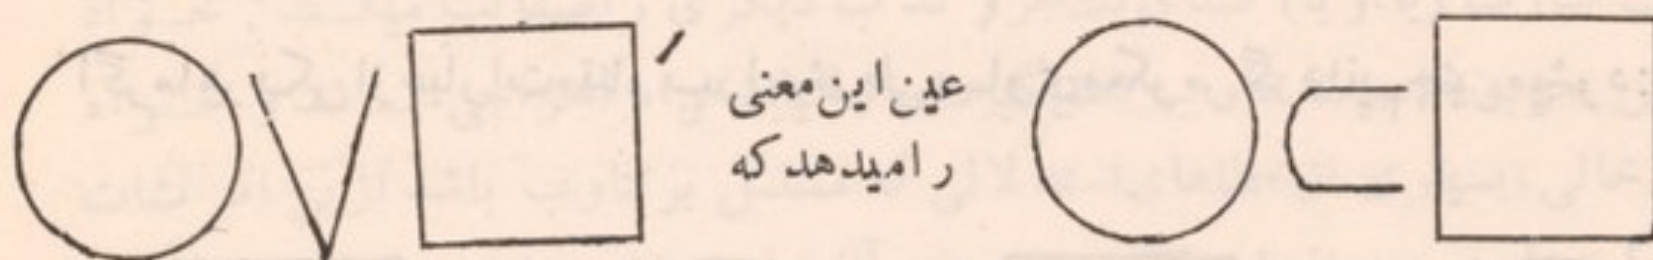 عین این معنی
را میدهد که